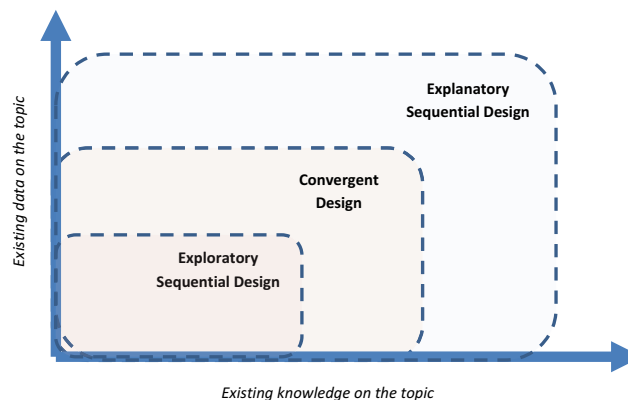 Explanatory
Sequential Design
Convergent
Design
Exploratory
Sequential Design
Existing data on the topic
Existing knowledge on the topic